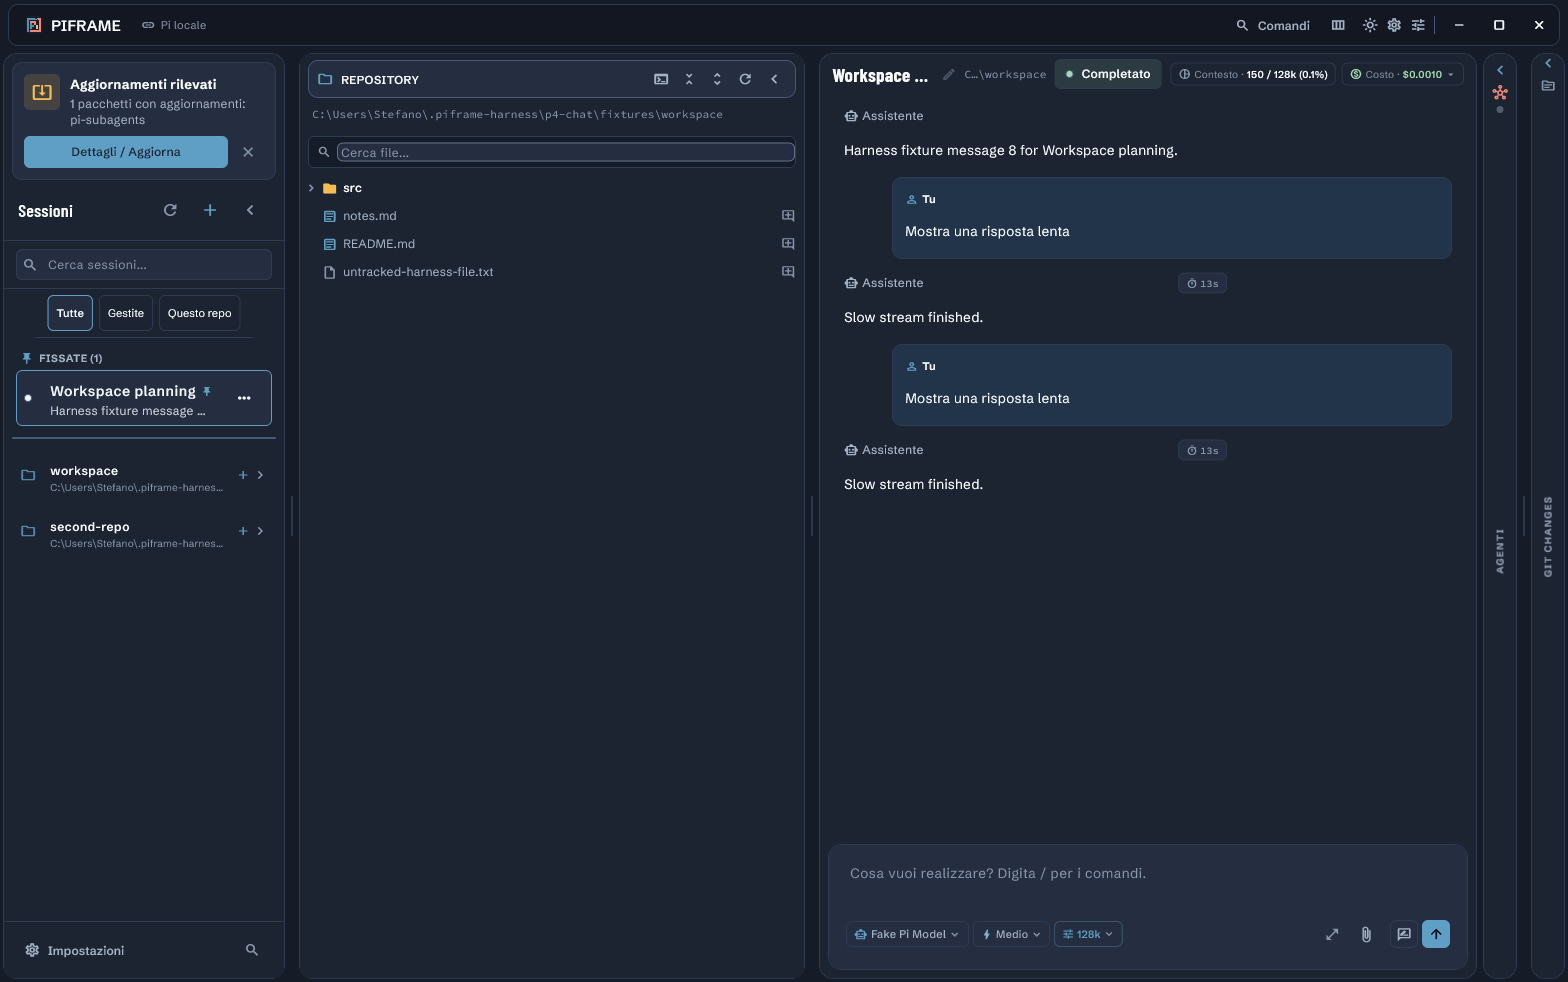 PIFRAME
Pi locale
Comandi
Aggiornamenti rilevati
1 pacchetti con aggiornamenti:
pi-subagents
Dettagli / Aggiorna
Sessioni
Cerca sessioni...
Tutte
Gestite
Questo repo
FISSATE (1)
Workspace planning
Harness fixture message ...
workspace
C:\Users\Stefano\.piframe-harnes...
second-repo
C:\Users\Stefano\.piframe-harnes...
Impostazioni
REPOSITORY
C:\Users\Stefano\.piframe-harness\p4-chat\fixtures\workspace
Cerca file...
src
notes.md
README.md
untracked-harness-file.txt
Workspace ...
C...\workspace
Completato
Contesto · 150 / 128k (0.1%)
Costo · $0.0010
Assistente
Harness fixture message 8 for Workspace planning.
Tu
Mostra una risposta lenta
Assistente
13s
Slow stream finished.
Tu
Mostra una risposta lenta
Assistente
13s
Slow stream finished.
Cosa vuoi realizzare? Digita / per i comandi.
Fake Pi Model
Medio
128k
AGENTI
GIT CHANGES